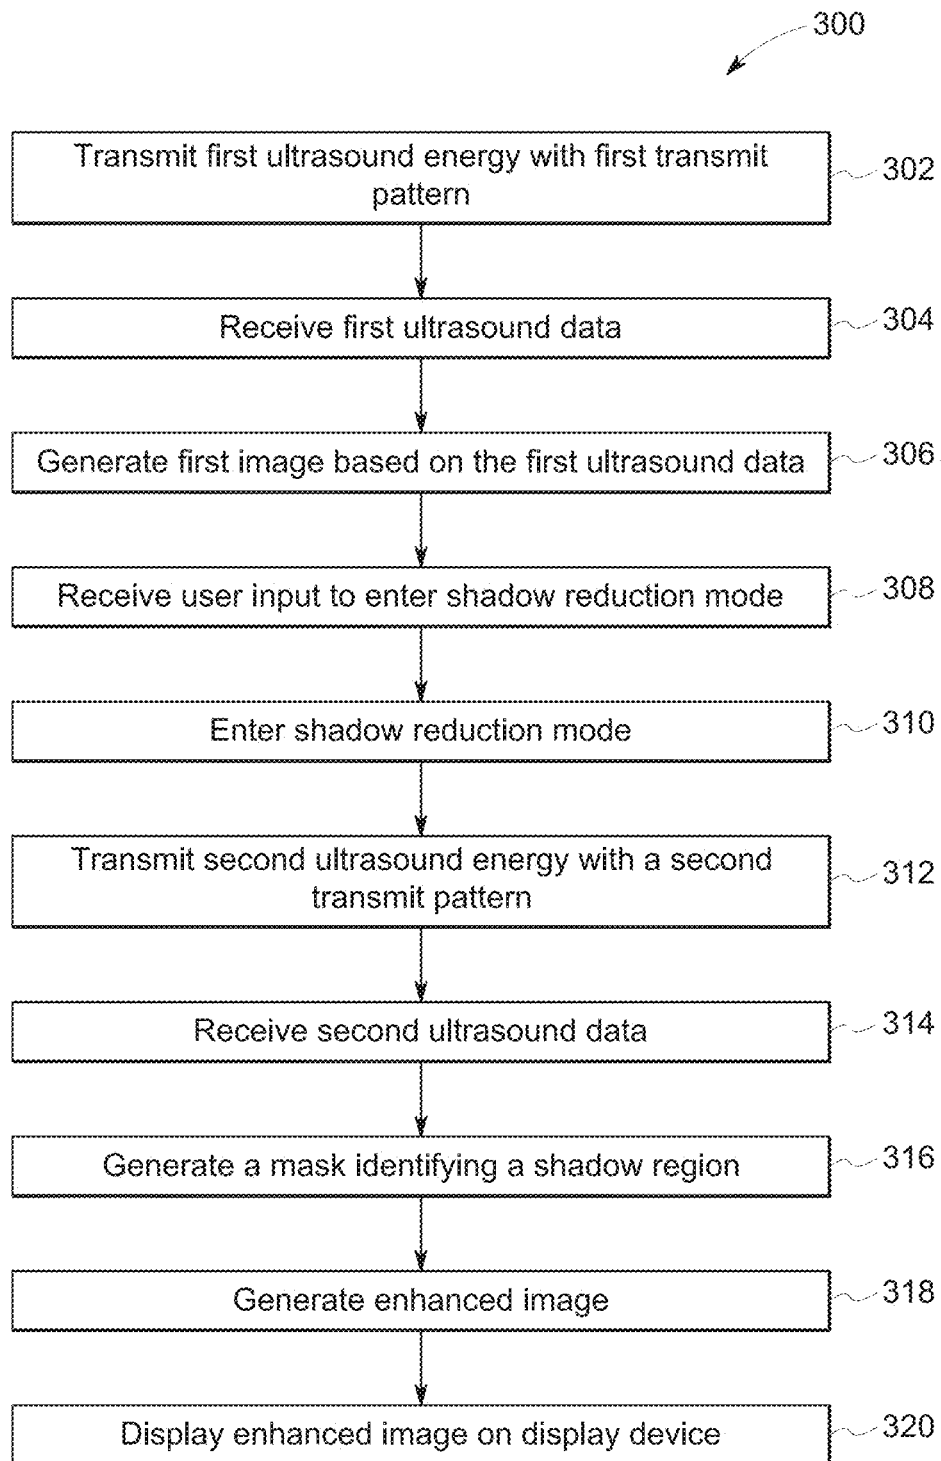 300
Transmit first ultrasound energy with first transmit
pattern
302
Receive first ultrasound data
304
Generate first image based on the first ultrasound data
306
Receive user input to enter shadow reduction mode
308
Enter shadow reduction mode
310
Transmit second ultrasound energy with a second
transmit pattern
312
Receive second ultrasound data
314
Generate a mask identifying a shadow region
316
Generate enhanced image
318
Display enhanced image on display device
320